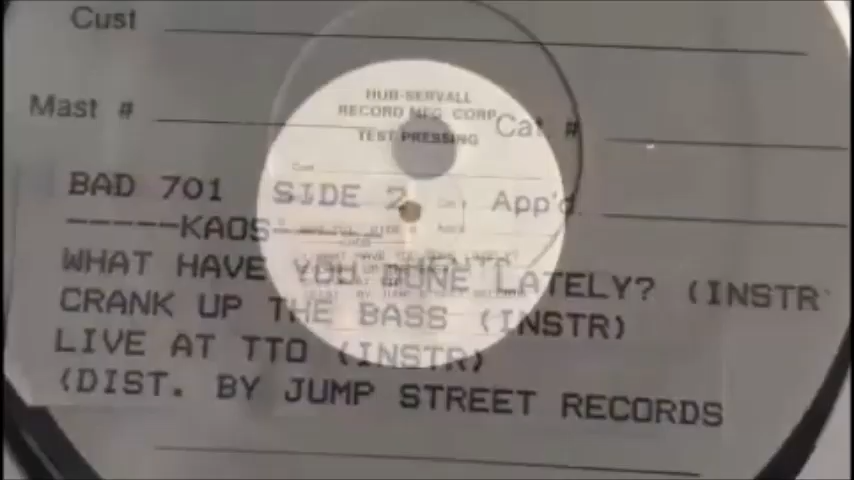 Cust
Mast #
HUB-SERVALL
RECORD MFG. CORP.
TEST PRESSING
Cat #
BAD 701 SIDE 2
App'd.
-----KAOS-
WHAT HAVE YOU DONE LATELY? (INSTR
CRANK UP THE BASS (INSTR)
LIVE AT TTO (INSTR)
(DIST. BY JUMP STREET RECORDS